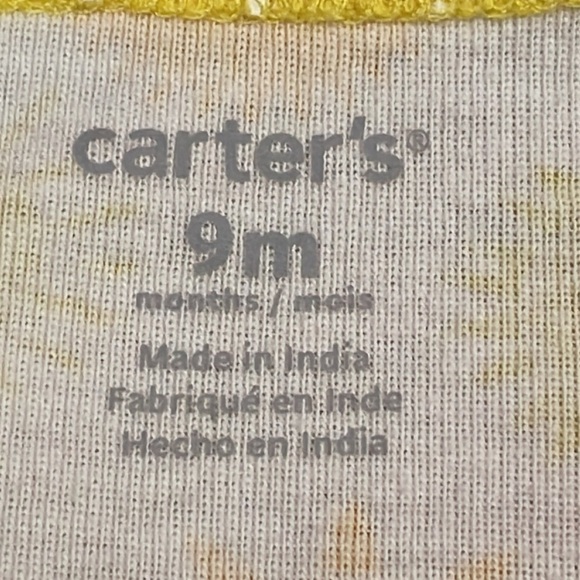 carter's®
9m
months / mois
Made in India
Fabriqué en Inde
Hecho en India